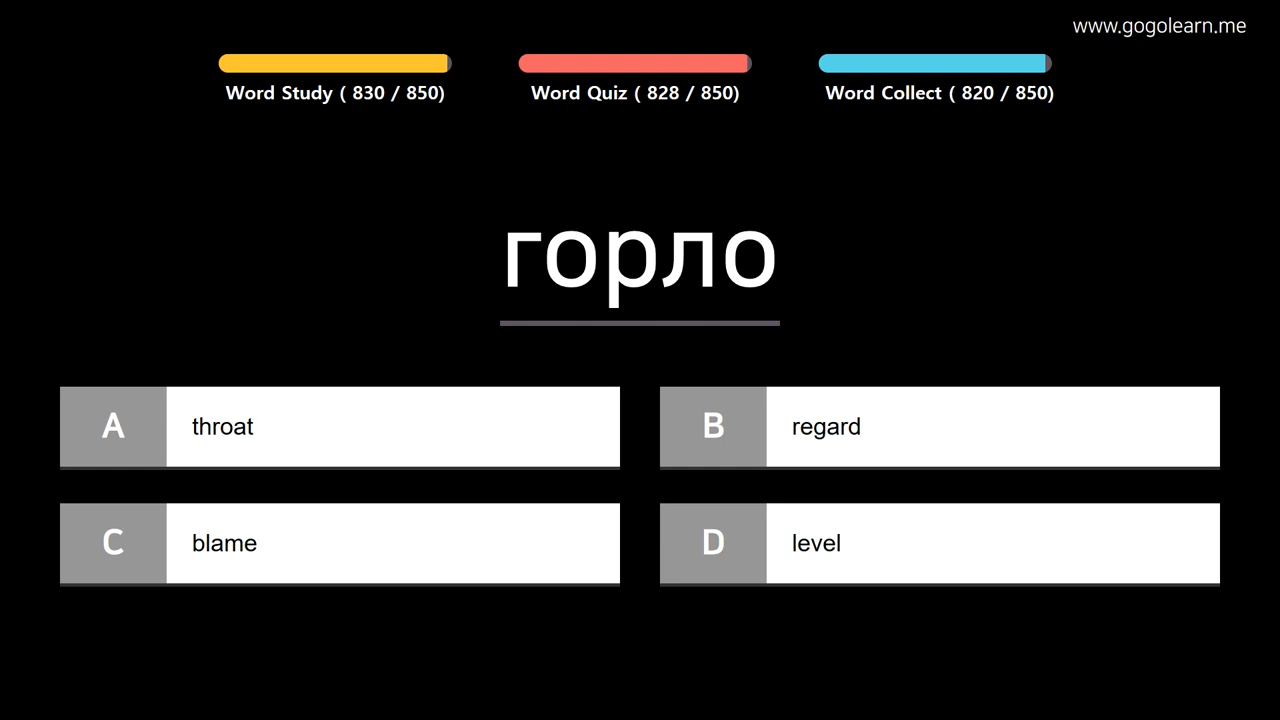 www.gogolearn.me
Word Study ( 830 / 850)
Word Quiz ( 828 / 850)
Word Collect ( 820 / 850)
горло
A throat
B regard
C blame
D level